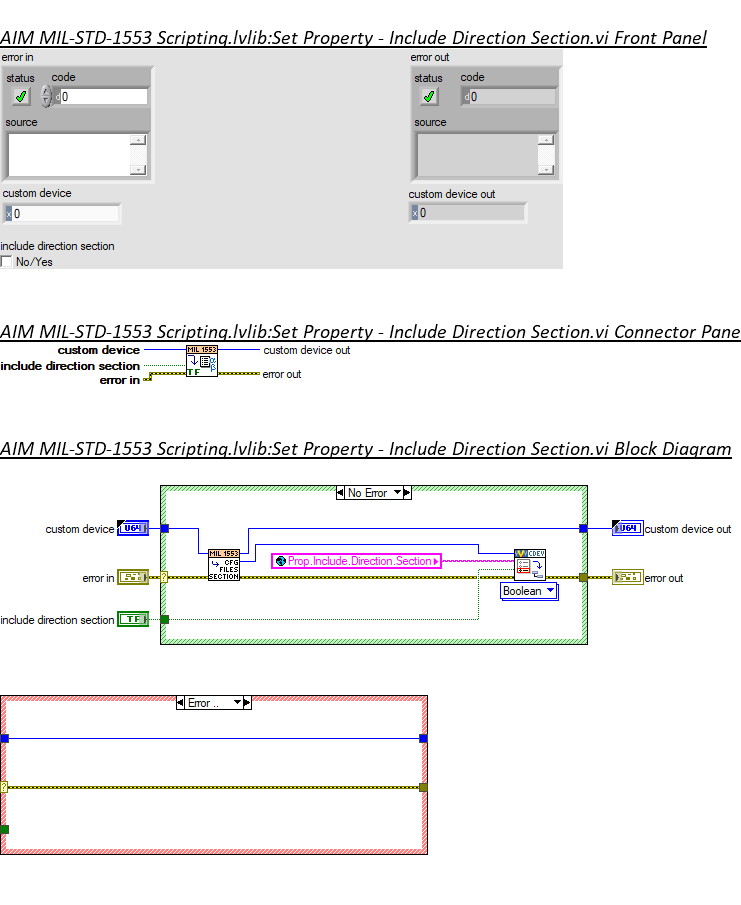 AIM MIL-STD-1553 Scripting.lvlib:Set Property - Include Direction Section.vi Front Panel
error in
error out
status code
status code
0
0
source
source
custom device
custom device out
x 0
x 0
include direction section
No/Yes
AIM MIL-STD-1553 Scripting.lvlib:Set Property - Include Direction Section.vi Connector Pane
custom device
custom device out
include direction section
error in
error out
MIL 1553
TF
AIM MIL-STD-1553 Scripting.lvlib:Set Property - Include Direction Section.vi Block Diagram
No Error
custom device U64
U64 custom device out
MIL 1553
CFG
FILES
SECTION
Prop.Include.Direction.Section
CDEV
error in
?
error out
Boolean
include direction section TF
Error ..
?